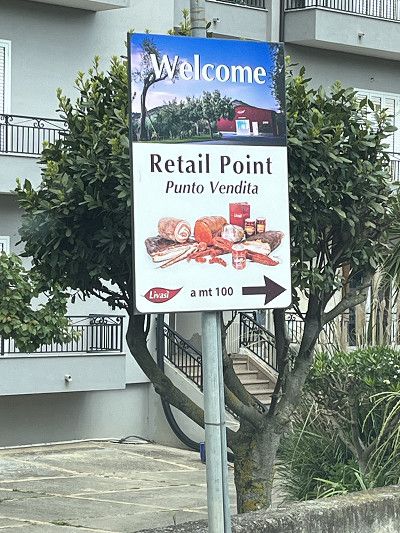 Welcome
Retail Point
Punto Vendita
Livasi a mt 100